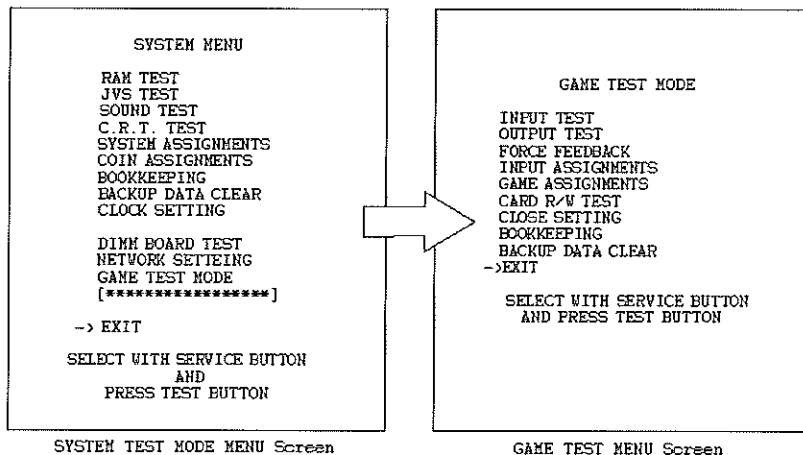 SYSTEM MENU
RAM TEST
JVS TEST
SOUND TEST
C.R.T. TEST
SYSTEM ASSIGNMENTS
COIN ASSIGNMENTS
BOOKKEEPING
BACKUP DATA CLEAR
CLOCK SETTING
DIMM BOARD TEST
NETWORK SETTEING
GAME TEST MODE
[*****************]
-> EXIT
SELECT WITH SERVICE BUTTON
AND
PRESS TEST BUTTON
SYSTEM TEST MODE MENU Screen
GAME TEST MODE
INPUT TEST
OUTPUT TEST
FORCE FEEDBACK
INPUT ASSIGNMENTS
GAME ASSIGNMENTS
CARD R/W TEST
CLOSE SETTING
BOOKKEEPING
BACKUP DATA CLEAR
->EXIT
SELECT WITH SERVICE BUTTON
AND PRESS TEST BUTTON
GAME TEST MENU Screen